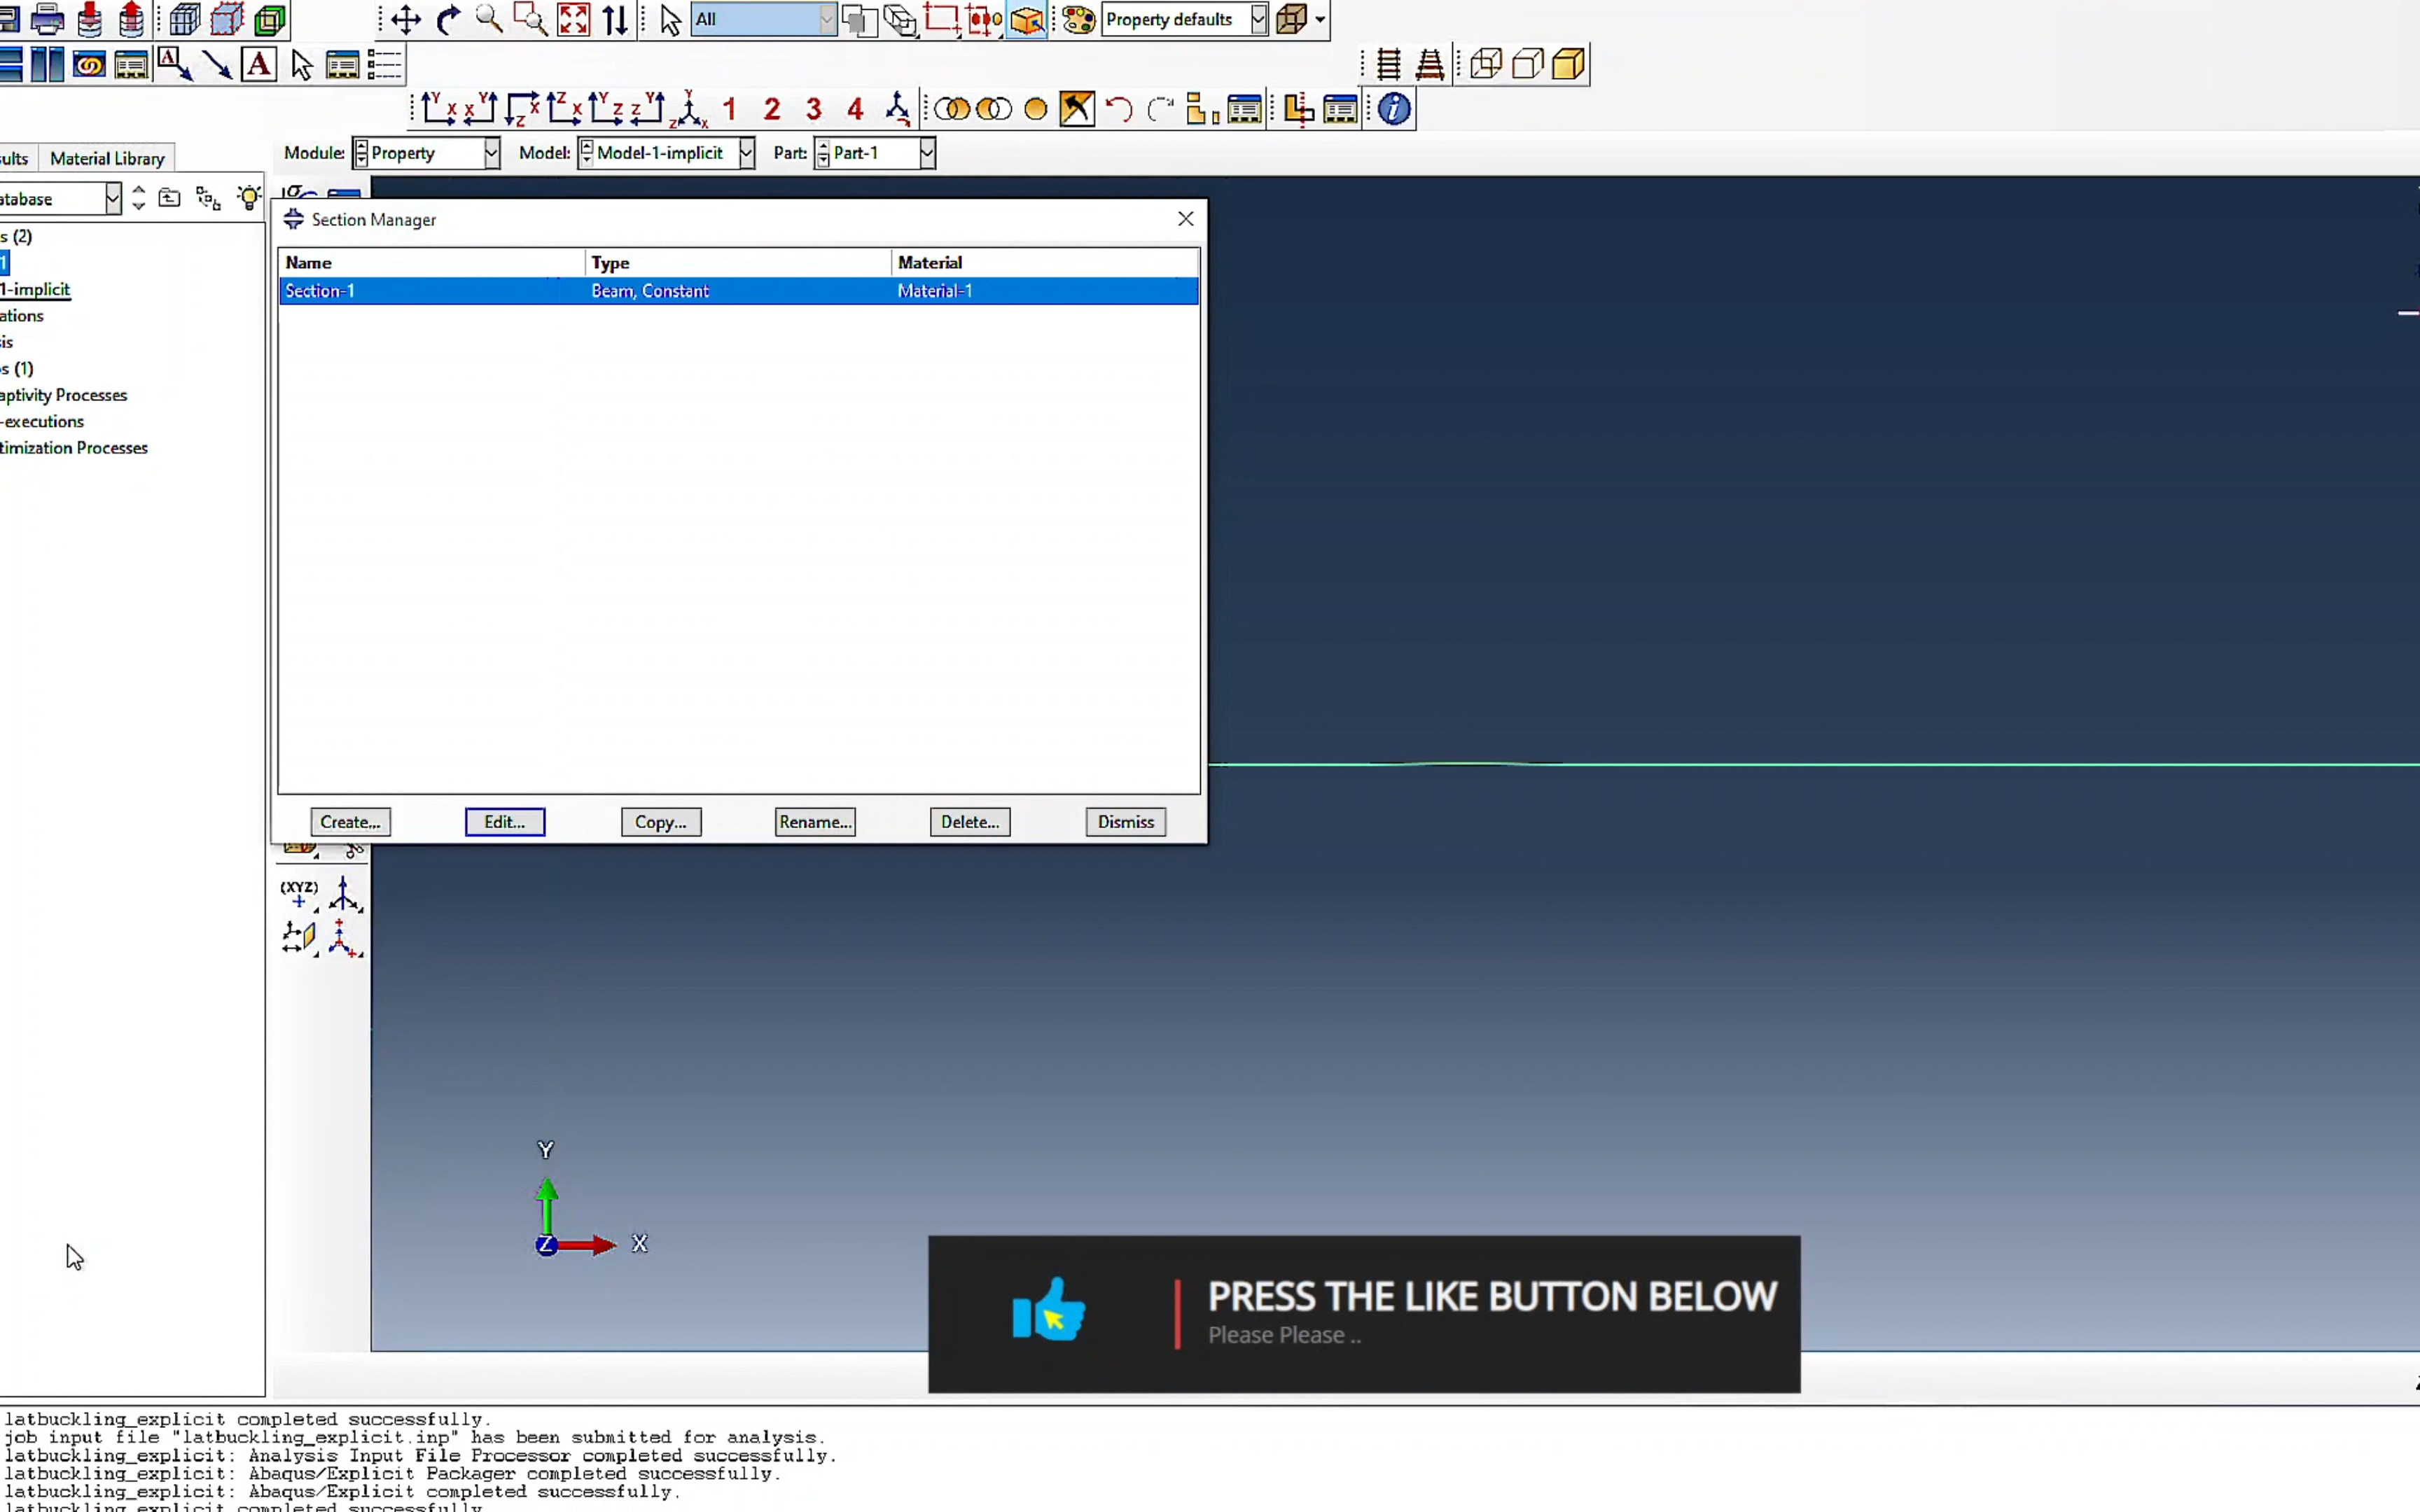 All
Property defaults
A
A
Y X X Y Z X Z X Y Z Z Y Y Z X 1 2 3 4
i
ults Material Library Module: Property Model: Model-1-implicit Part: Part-1
atabase
s (2)
1
1-implicit
ations
is
s (1)
aptivity Processes
-executions
timization Processes
Section Manager
Name Type Material
Section-1 Beam, Constant Material-1
Create... Edit... Copy... Rename... Delete... Dismiss
(XYZ)
Y
Z X
PRESS THE LIKE BUTTON BELOW
Please Please ..
latbuckling_explicit completed successfully.
job input file "latbuckling_explicit.inp" has been submitted for analysis.
latbuckling_explicit: Analysis Input File Processor completed successfully.
latbuckling_explicit: Abaqus/Explicit Packager completed successfully.
latbuckling_explicit: Abaqus/Explicit completed successfully.
latbuckling_explicit completed successfully